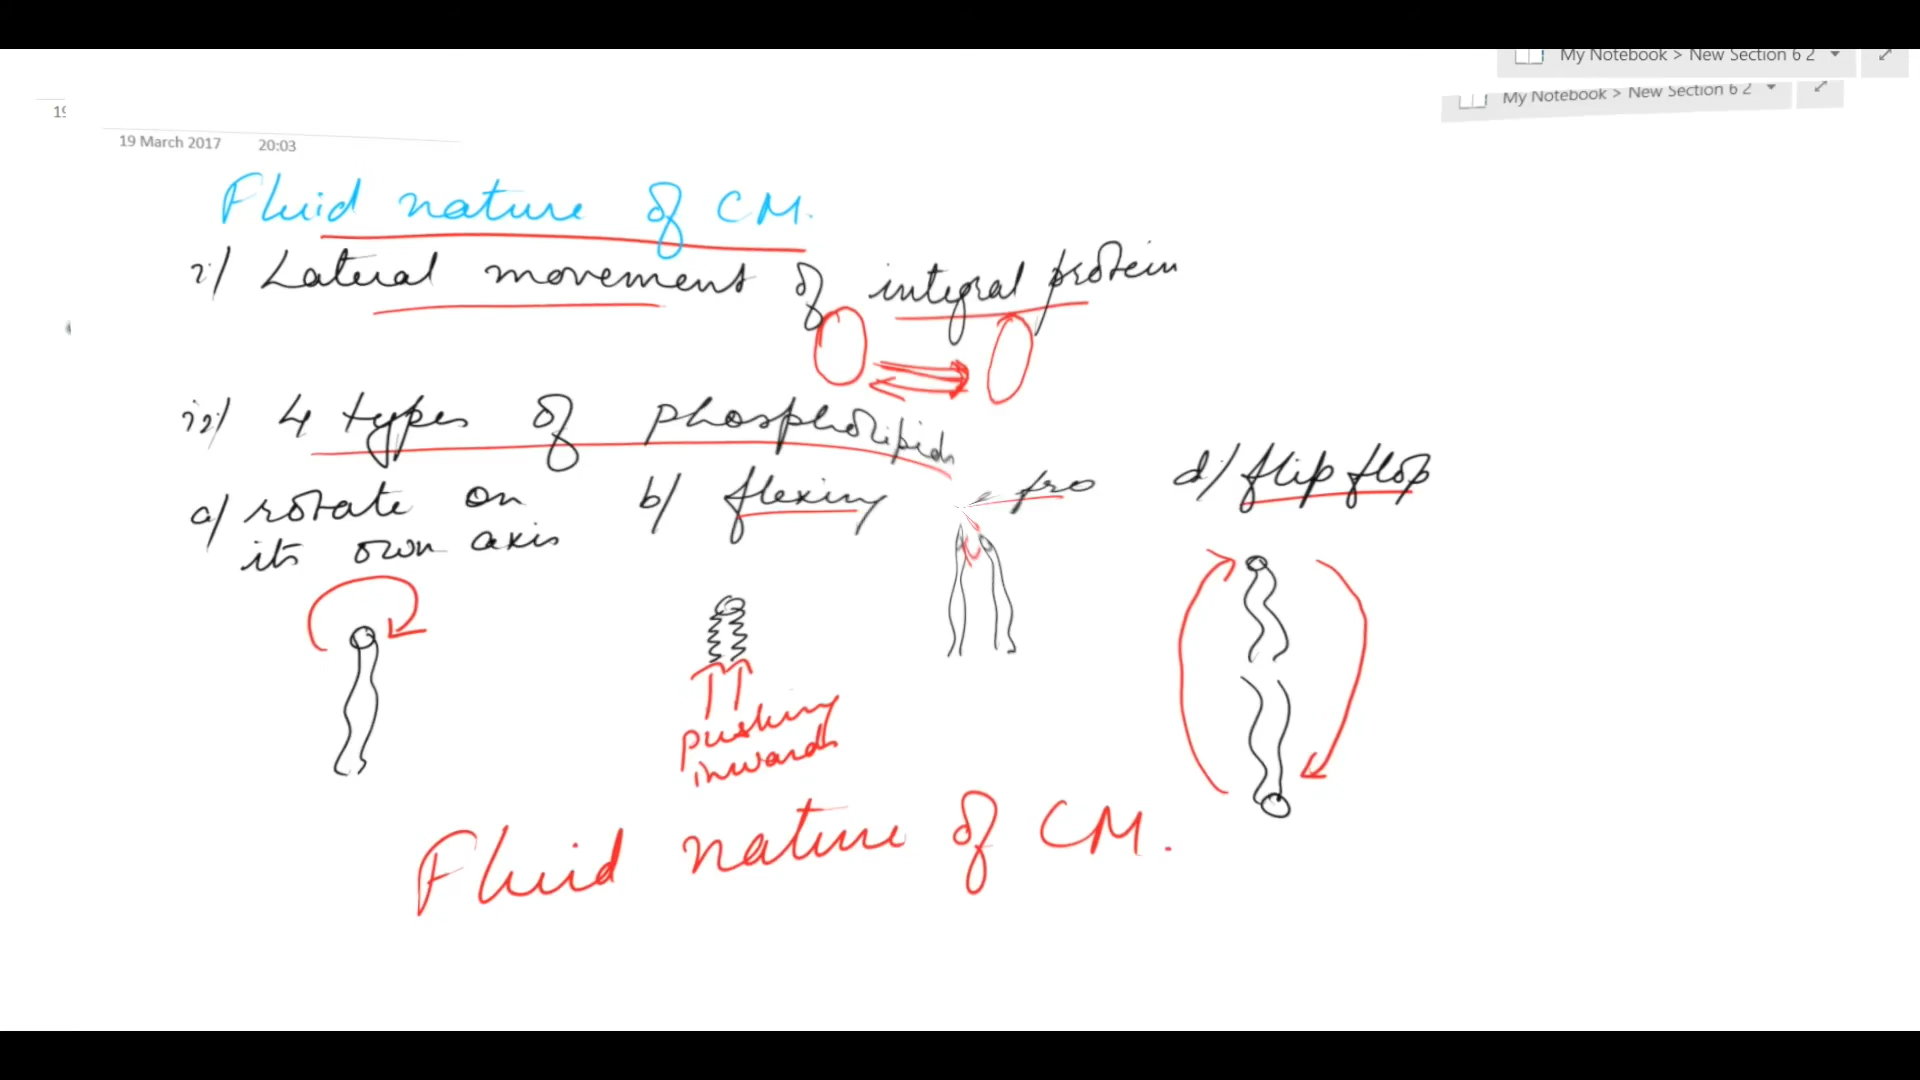 My Notebook > New Section 6 2
My Notebook > New Section 6 2
19
19 March 2017 20:03
Fluid nature of CM.
i) Lateral movement of integral protein
ii) 4 types of phospholipids
a) rotate on its own axis
b) flexing
fro
d) flip flop
pushing
inwards
Fluid nature of CM.